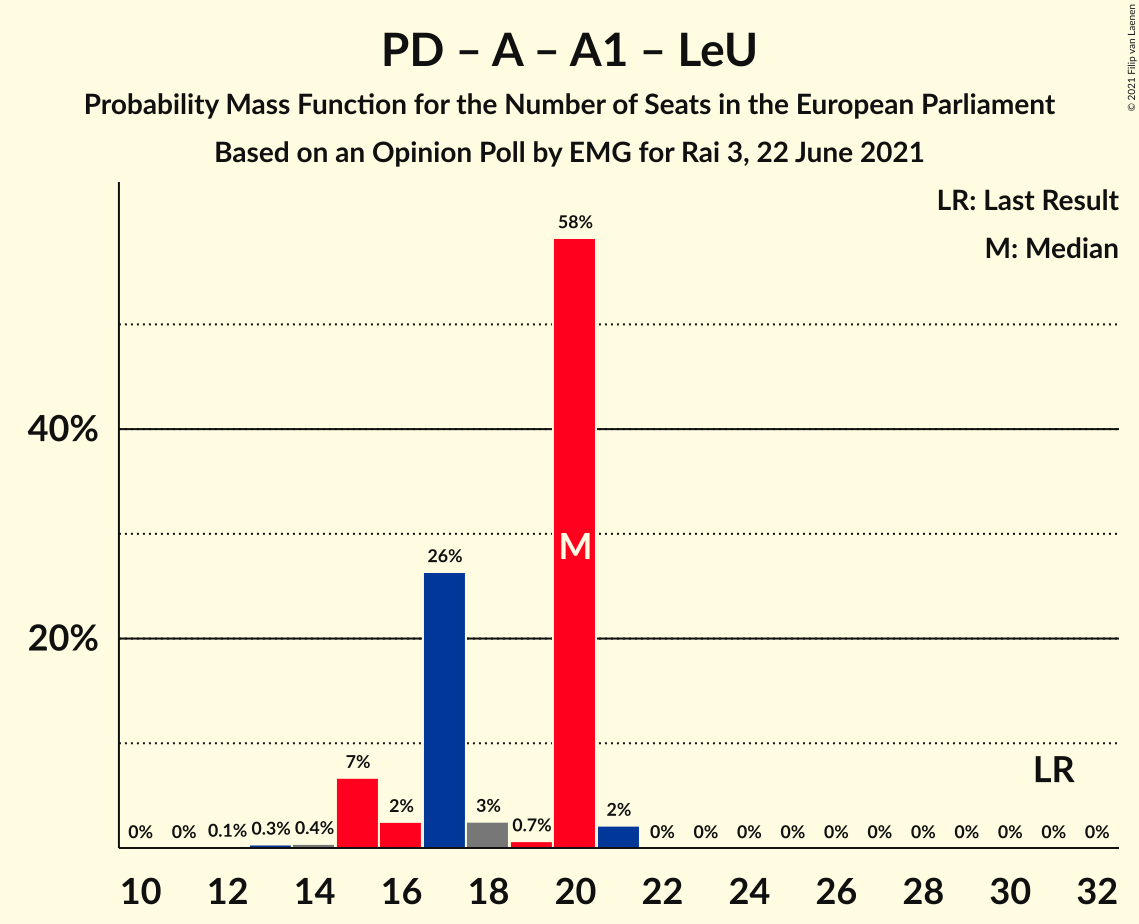 PD – A – A1 – LeU
Probability Mass Function for the Number of Seats in the European Parliament
Based on an Opinion Poll by EMG for Rai 3, 22 June 2021
© 2021 Filip van Laenen
LR: Last Result
M: Median
58%
40%
26%
M
20%
7%
2%
3%
0.7%
2%
LR
0% 0% 0.1% 0.3% 0.4% 0% 0% 0% 0% 0% 0% 0% 0% 0% 0% 0%
10 12 14 16 18 20 22 24 26 28 30 32